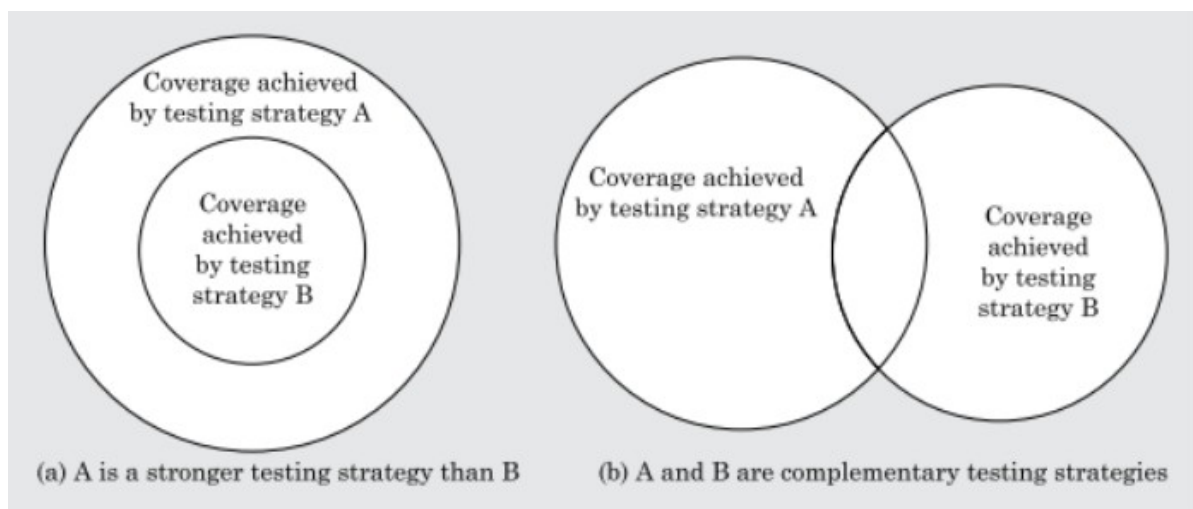 Coverage achieved
by testing strategy A
Coverage
achieved
by testing
strategy B
(a) A is a stronger testing strategy than B
Coverage achieved
by testing strategy A
Coverage
achieved
by testing
strategy B
(b) A and B are complementary testing strategies